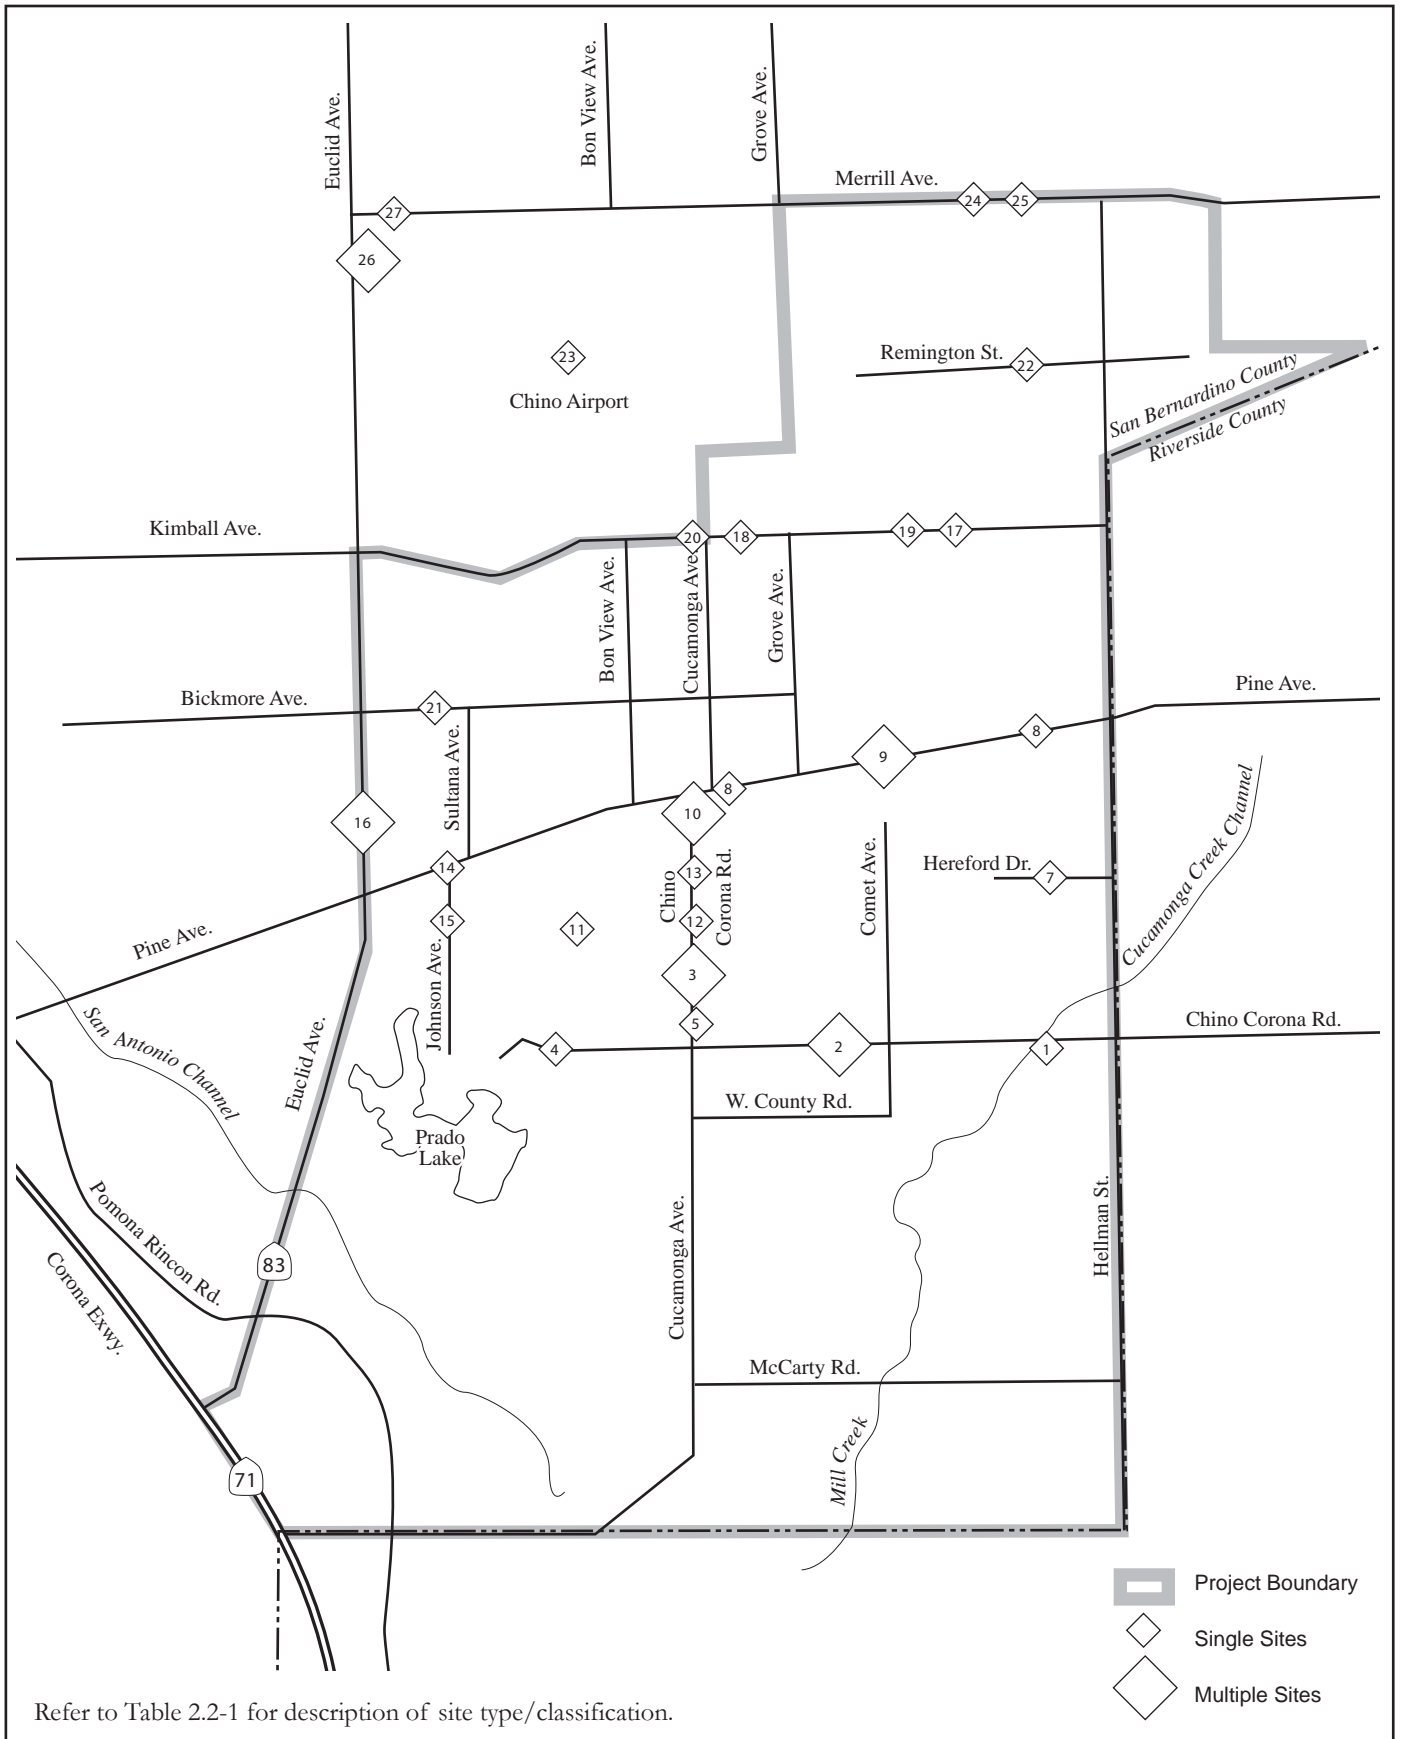 Euclid Ave.
Bon View Ave.
Grove Ave.
Merrill Ave.
27
24
25
26
23
Chino Airport
Remington St.
22
San Bernardino County
Riverside County
Kimball Ave.
20
18
19
17
Bon View Ave.
Cucamonga Ave.
Grove Ave.
Bickmore Ave.
21
Pine Ave.
Sultana Ave.
9
8
8
10
16
14
13
Chino
Corona Rd.
Comet Ave.
Hereford Dr.
7
Cucamonga Creek Channel
15
11
12
Pine Ave.
Johnson Ave.
3
5
San Antonio Channel
Euclid Ave.
4
2
1
Chino Corona Rd.
W. County Rd.
Prado
Lake
Pomona Rincon Rd.
Corona Exwy.
83
Cucamonga Ave.
Hellman St.
McCarty Rd.
Mill Creek
71
Project Boundary
Single Sites
Multiple Sites
Refer to Table 2.2-1 for description of site type/classification.